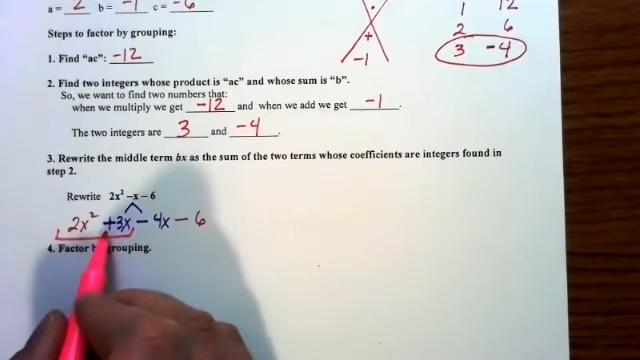 a = 2 b = -1 c = -6
Steps to factor by grouping:
1. Find "ac": -12
2. Find two integers whose product is "ac" and whose sum is "b".
So, we want to find two numbers that:
when we multiply we get -12 and when we add we get -1.
The two integers are 3 and -4.
3. Rewrite the middle term bx as the sum of the two terms whose coefficients are integers found in
step 2.
Rewrite 2x² -x - 6
2x² +3x - 4x - 6
4. Factor by grouping.
·
+
-1
1 12
2 6
3 -4